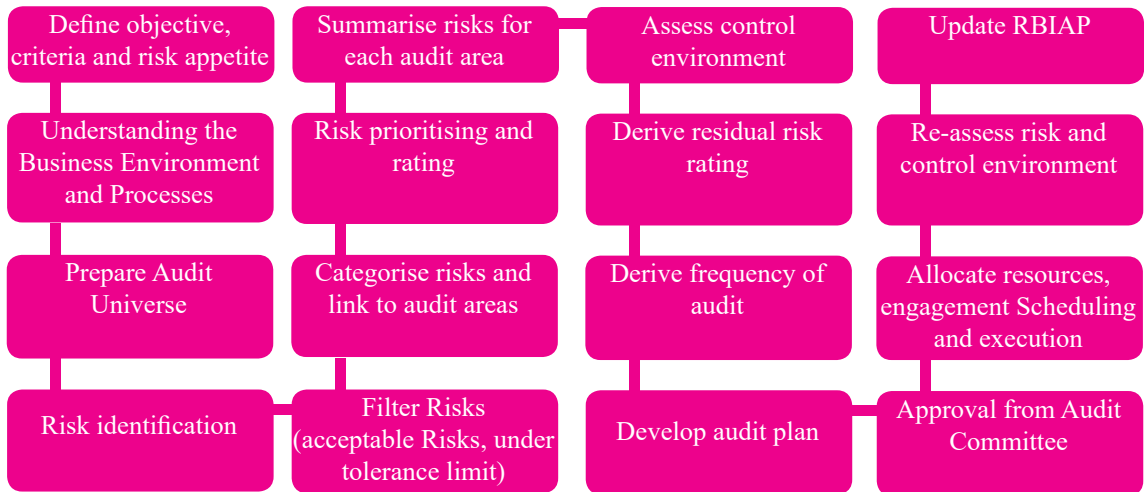 Define objective,
criteria and risk appetite
Understanding the
Business Environment
and Processes
Prepare Audit
Universe
Risk identification
Filter Risks
(acceptable Risks, under
tolerance limit)
Categorise risks and
link to audit areas
Risk prioritising and
rating
Summarise risks for
each audit area
Assess control
environment
Derive residual risk
rating
Derive frequency of
audit
Develop audit plan
Approval from Audit
Committee
Allocate resources,
engagement Scheduling
and execution
Re-assess risk and
control environment
Update RBIAP